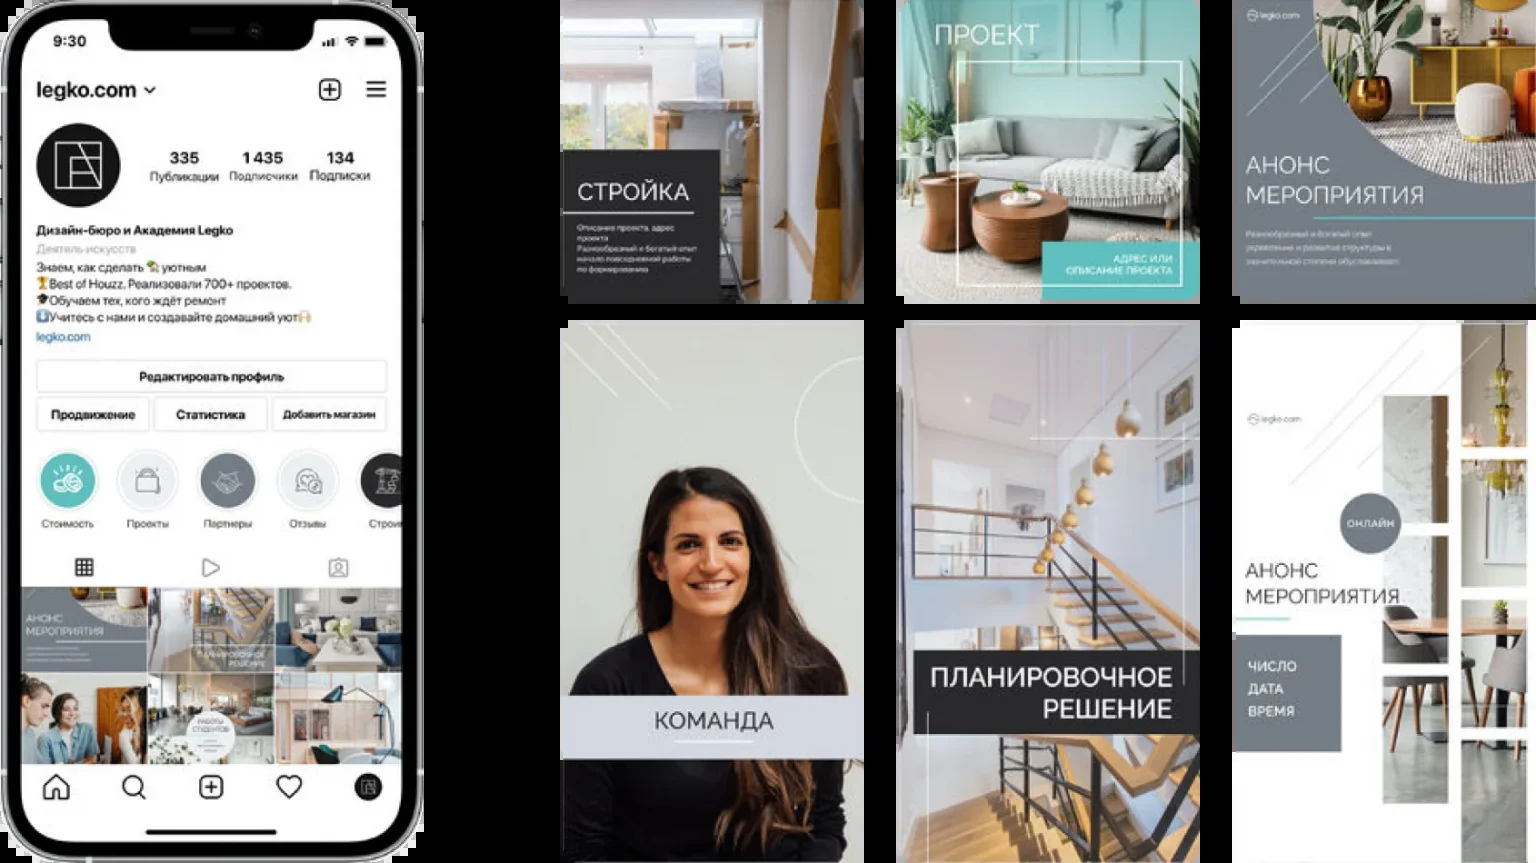 9:30
legko.com
335
1 435
134
Публикации
Подписчики
Подписки
Дизайн-бюро и Академия Legko
Деятель искусств
Знаем, как сделать уютным
Best of Houzz. Реализовали 700+ проектов.
Обучаем тех, кого ждёт ремонт
Учитесь с нами и создавайте домашний уют
legko.com
Редактировать профиль
Продвижение
Статистика
Добавить магазин
Стоимость
Проекты
Партнеры
Отзывы
Строи
АНОНС
МЕРОПРИЯТИЯ
ПЛАНИРОВОЧНОЕ
РЕШЕНИЕ
РАБОТЫ
СТУДЕНТОВ
СТРОЙКА
Описание проекта, адрес
проекта
Разнообразный и богатый опыт
начало повседневной работы
по формированию
ПРОЕКТ
АДРЕС ИЛИ
ОПИСАНИЕ ПРОЕКТА
legko.com
АНОНС
МЕРОПРИЯТИЯ
Разнообразный и богатый опыт
укрепление и развитие структуры в
значительной степени обуславливает
КОМАНДА
ПЛАНИРОВОЧНОЕ
РЕШЕНИЕ
legko.com
ОНЛАЙН
АНОНС
МЕРОПРИЯТИЯ
ЧИСЛО
ДАТА
ВРЕМЯ